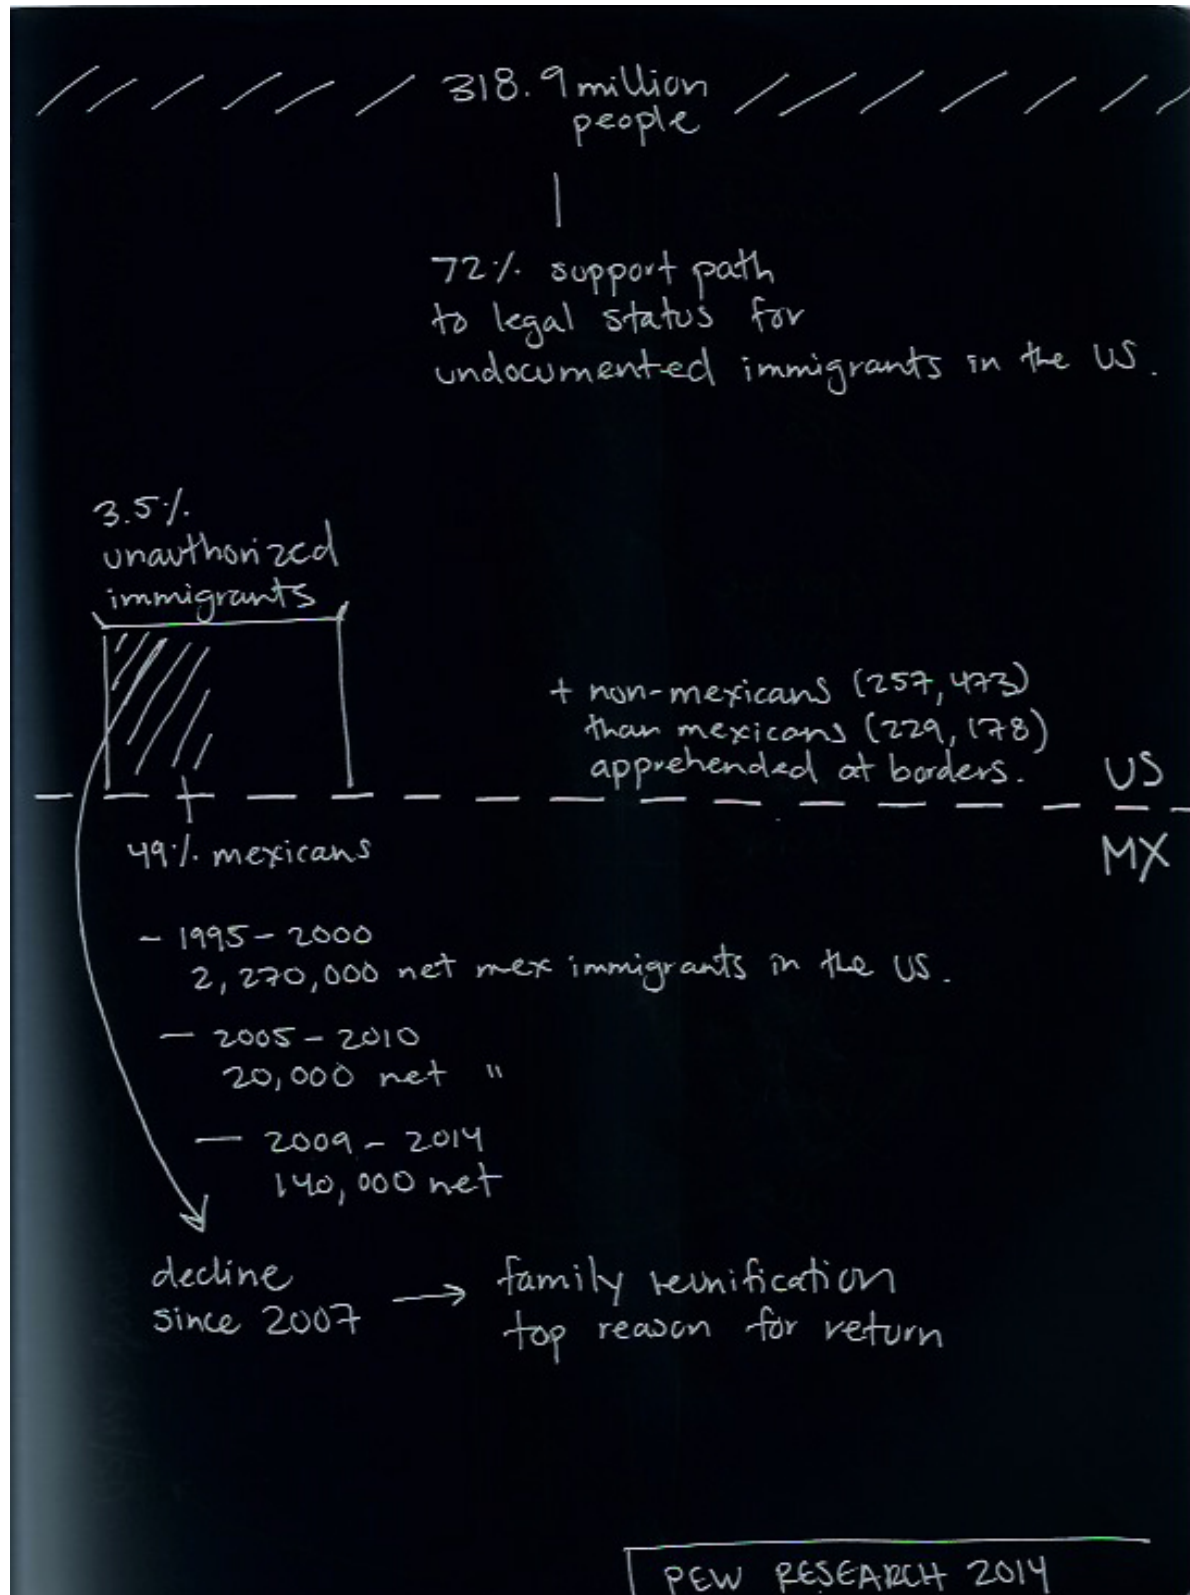 318.9 million
people
72% support path
to legal status for
undocumented immigrants in the US.
3.5%
unauthorized
immigrants
+ non-mexicans (257,473)
than mexicans (229,178)
apprehended at borders.
US
MX
49% mexicans
- 1995 - 2000
2,270,000 net mex immigrants in the US.
- 2005 - 2010
20,000 net "
- 2009 - 2014
140,000 net
decline
since 2007
family reunification
top reason for return
PEW RESEARCH 2014